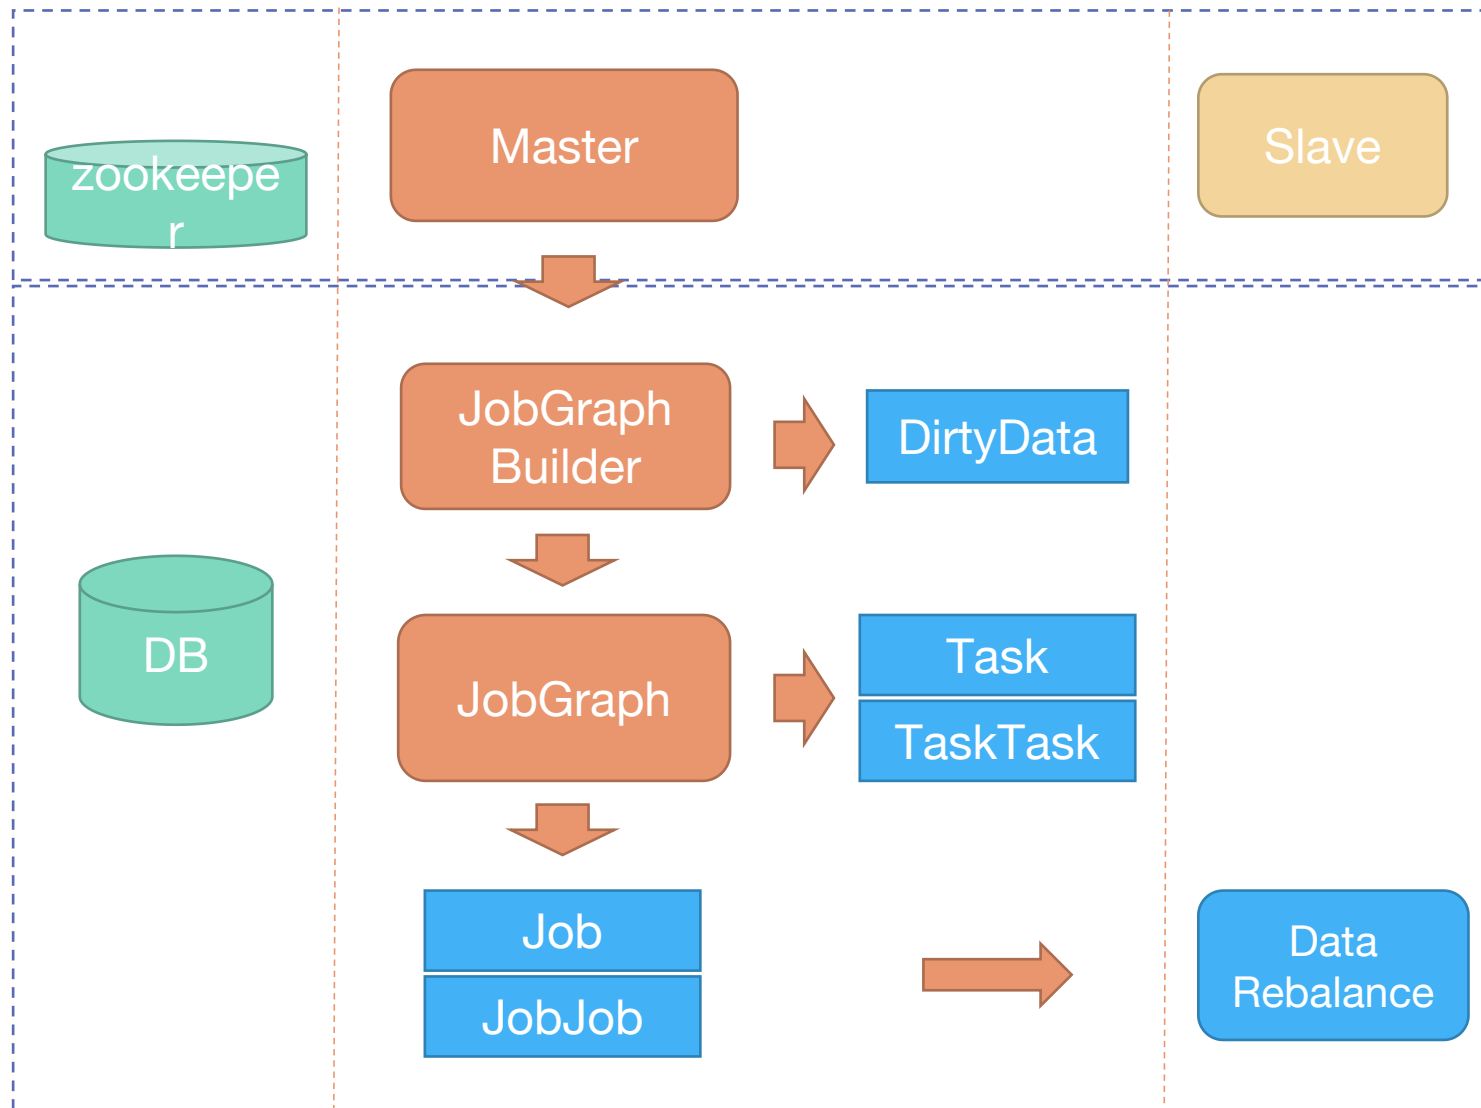 zookeepe
r
Master
Slave
JobGraph
Builder
DirtyData
DB
JobGraph
Task
TaskTask
Job
JobJob
Data
Rebalance